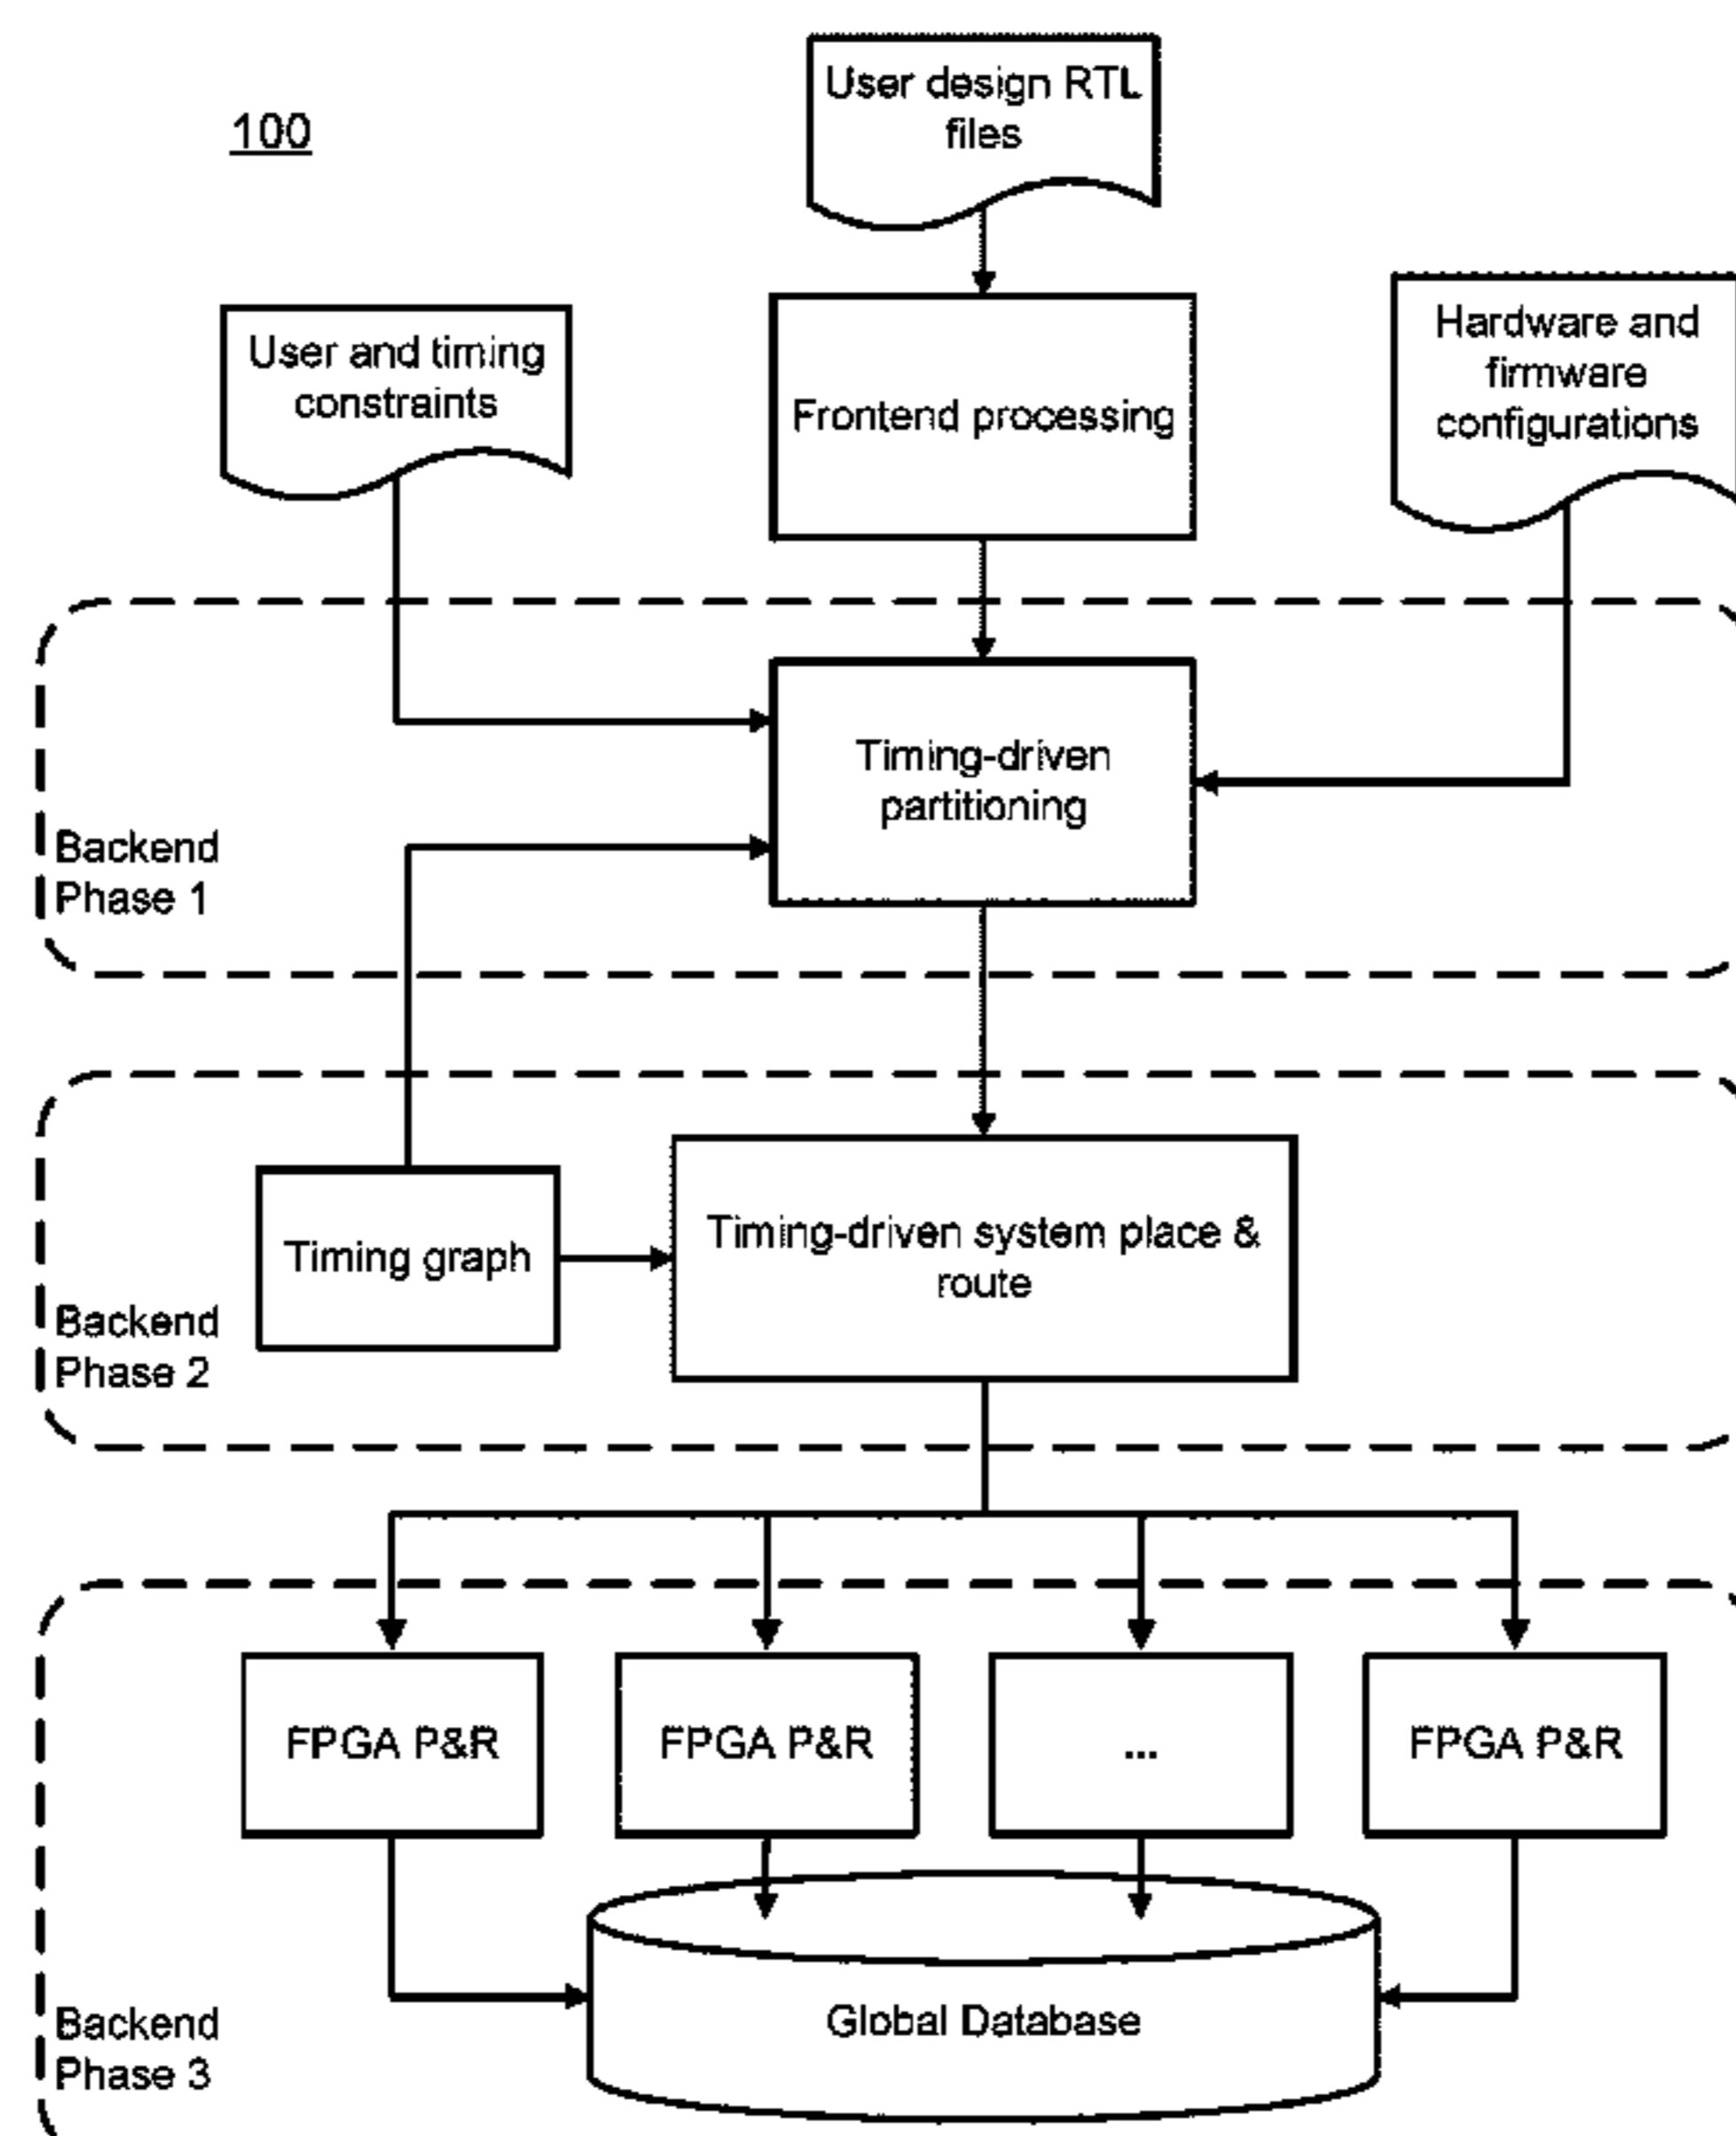 100
User design RTL
files
User and timing
constraints
Frontend processing
Hardware and
firmware
configurations
Timing-driven
partitioning
Backend
Phase 1
Timing graph
Timing-driven system place &
route
Backend
Phase 2
FPGA P&R
FPGA P&R
...
FPGA P&R
Global Database
Backend
Phase 3